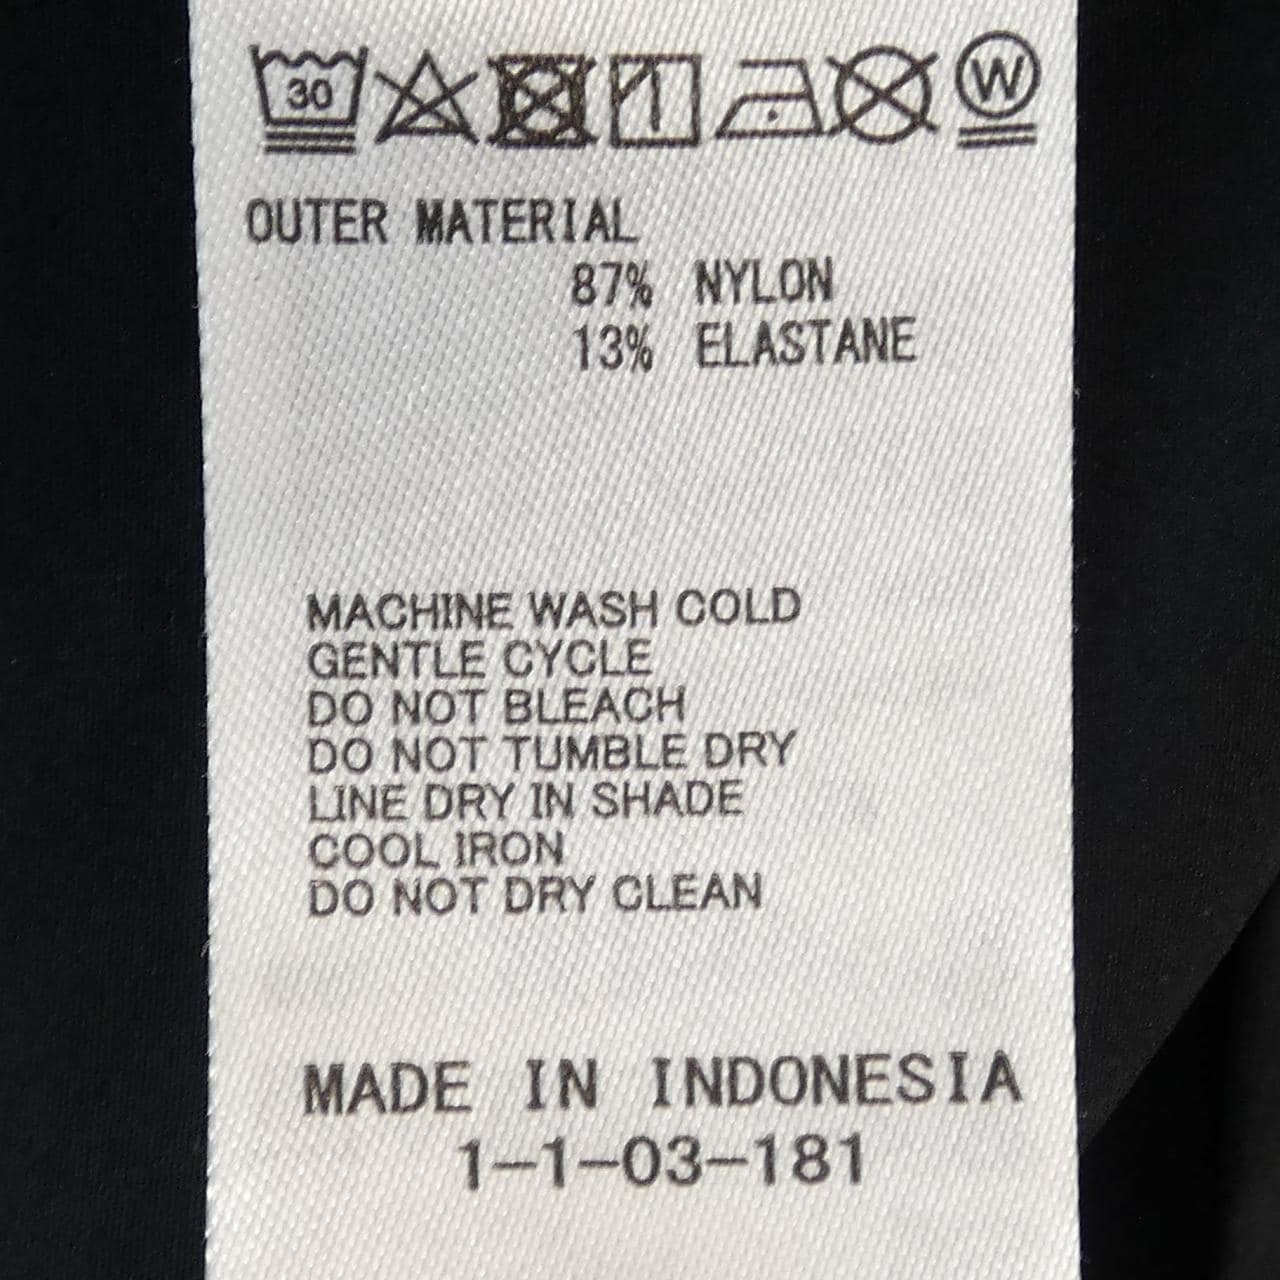 30 W
OUTER MATERIAL
87% NYLON
13% ELASTANE
MACHINE WASH COLD
GENTLE CYCLE
DO NOT BLEACH
DO NOT TUMBLE DRY
LINE DRY IN SHADE
COOL IRON
DO NOT DRY CLEAN
MADE IN INDONESIA
1-1-03-181